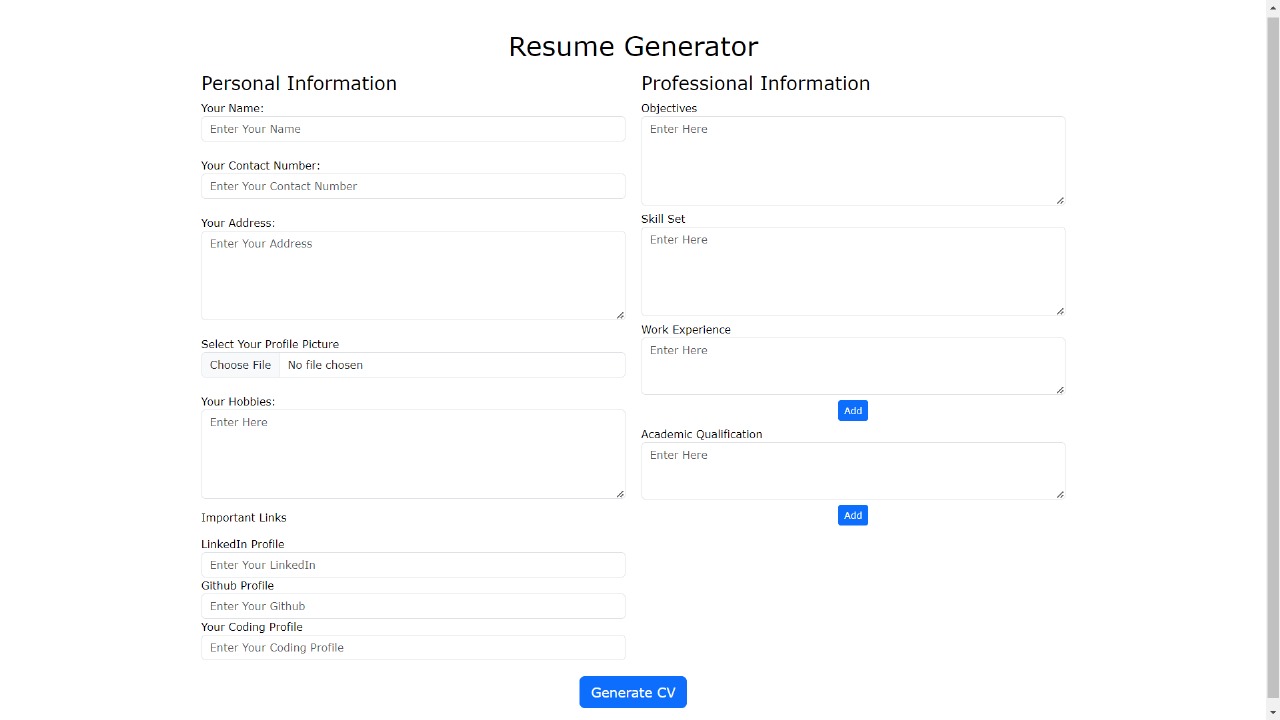 Resume Generator
Personal Information
Your Name:
Enter Your Name
Your Contact Number:
Enter Your Contact Number
Your Address:
Enter Your Address
Select Your Profile Picture
Choose File No file chosen
Your Hobbies:
Enter Here
Important Links
LinkedIn Profile
Enter Your LinkedIn
Github Profile
Enter Your Github
Your Coding Profile
Enter Your Coding Profile
Professional Information
Objectives
Enter Here
Skill Set
Enter Here
Work Experience
Enter Here
Add
Academic Qualification
Enter Here
Add
Generate CV